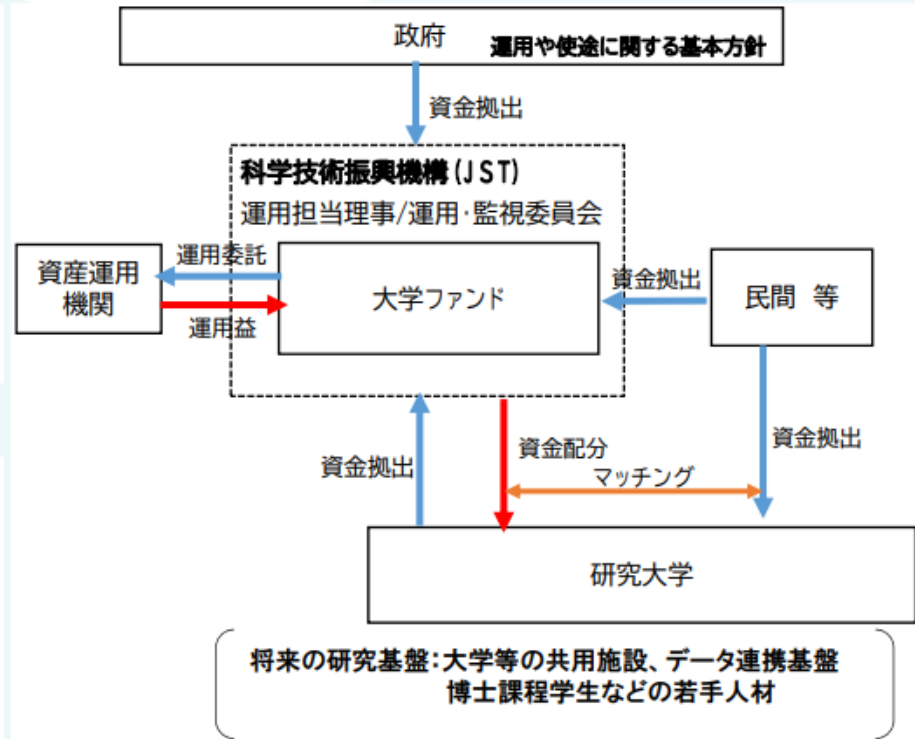 政府
運用や使途に関する基本方針
資金拠出
科学技術振興機構(JST)
運用担当理事/運用・監視委員会
運用委託
資産運用
機関
運用益
大学ファンド
資金拠出
民間 等
資金拠出
資金配分
マッチング
資金拠出
研究大学
将来の研究基盤:大学等の共用施設、データ連携基盤
博士課程学生などの若手人材